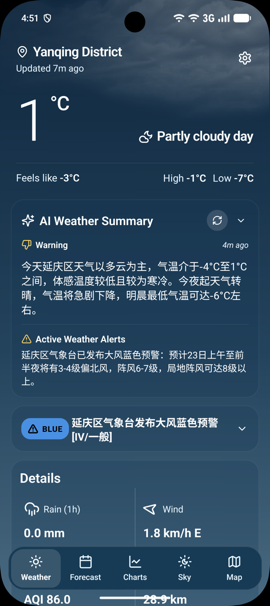 4:51 3G
Yanqing District
Updated 7m ago
1 °C
Partly cloudy day
Feels like -3°C High -1°C Low -7°C
AI Weather Summary
Warning 4m ago
今天延庆区天气以多云为主，气温介于-4°C至1°C
之间，体感温度较低且较为寒冷。今夜起天气转
晴，气温将急剧下降，明晨最低气温可达-6°C左
右。
Active Weather Alerts
延庆区气象台已发布大风蓝色预警：预计23日上午至前
半夜将有3-4级偏北风，阵风6-7级，局地阵风可达8级以
上。
BLUE 延庆区气象台发布大风蓝色预警
[IV/一般]
Details
Rain (1h) Wind
0.0 mm 1.8 km/h E
Weather Forecast Charts Sky Map
AQI 86.0 28.9 km